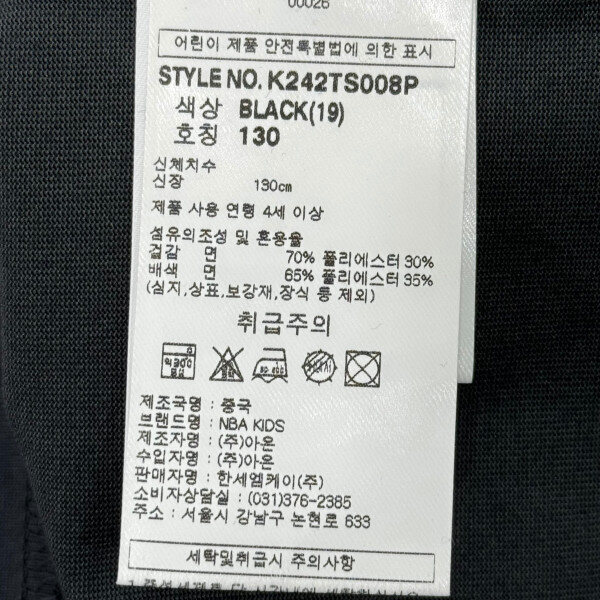 00026
어린이 제품 안전특별법에 의한 표시
STYLE NO. K242TS008P
색상 BLACK(19)
호칭 130
신체치수
신장 130cm
제품 사용 연령 4세 이상
섬유의조성 및 혼용율
겉감 면 70% 폴리에스터 30%
배색 면 65% 폴리에스터 35%
(심지,상표,보강재,장식 등 제외)
취급주의
제조국명 : 중국
브랜드명 : NBA KIDS
제조자명 : (주)아온
수입자명 : (주)아온
판매자명 : 한세엠케이(주)
소비자상담실 : (031)376-2385
주소 : 서울시 강남구 논현로 633
세탁및취급시 주의사항